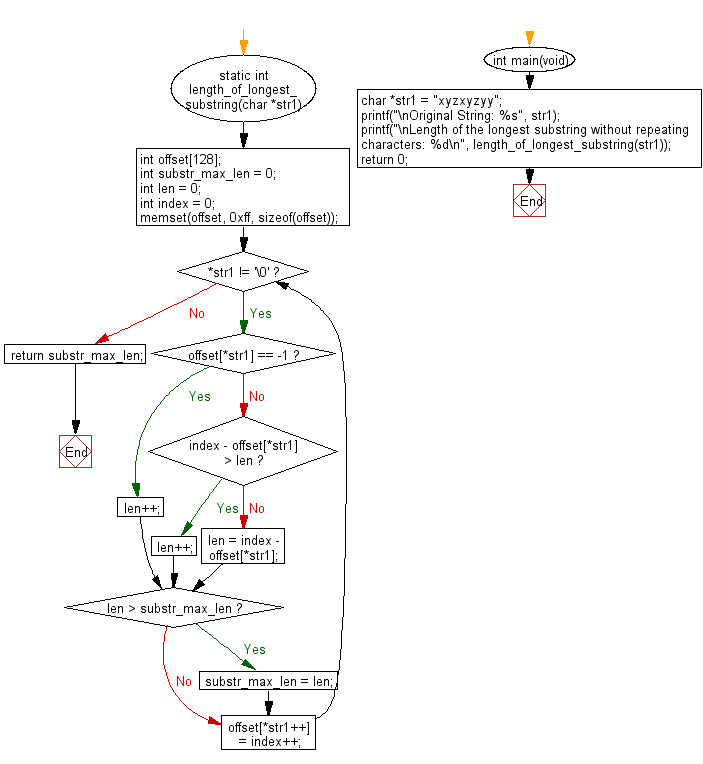 static int
length_of_longest_
substring(char *str1)
int offset[128];
int substr_max_len = 0;
int len = 0;
int index = 0;
memset(offset, 0xff, sizeof(offset));
*str1 != '\0' ?
No
Yes
return substr_max_len;
End
offset[*str1] == -1 ?
Yes
No
index - offset[*str1]
> len ?
Yes
No
len++;
len++;
len = index -
offset[*str1];
len > substr_max_len ?
Yes
No
substr_max_len = len;
offset[*str1++]
= index++;
int main(void)
char *str1 = "xyzxyzyy";
printf("\nOriginal String: %s", str1);
printf("\nLength of the longest substring without repeating
characters: %d\n", length_of_longest_substring(str1));
return 0;
End